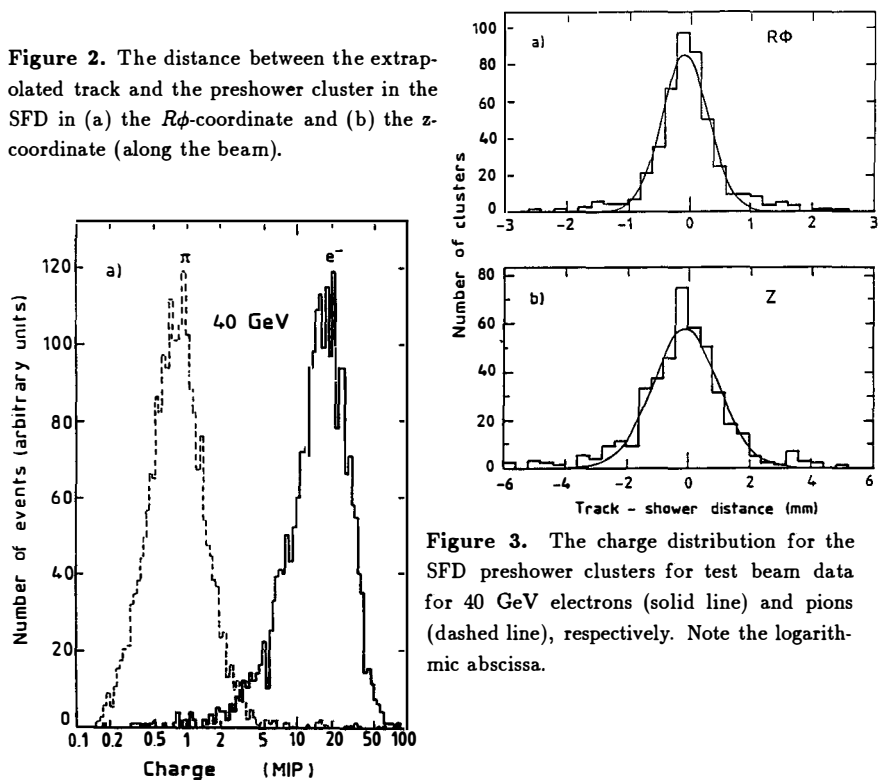 Figure 2. The distance between the extrap-
olated track and the preshower cluster in the
SFD in (a) the Rϕ-coordinate and (b) the z-
coordinate (along the beam).
a)
RΦ
100
80
60
40
20
0
-3
-2
-1
0
1
2
3
Number of clusters
b)
Z
80
60
40
20
0
-6
-4
-2
0
2
4
6
Track - shower distance (mm)
a)
π
e⁻
40 GeV
120
100
80
60
40
20
0
Number of events (arbitrary units)
0.1 0.2 0.5 1 2 5 10 20 50 100
Charge (MIP)
Figure 3. The charge distribution for the
SFD preshower clusters for test beam data
for 40 GeV electrons (solid line) and pions
(dashed line), respectively. Note the logarith-
mic abscissa.